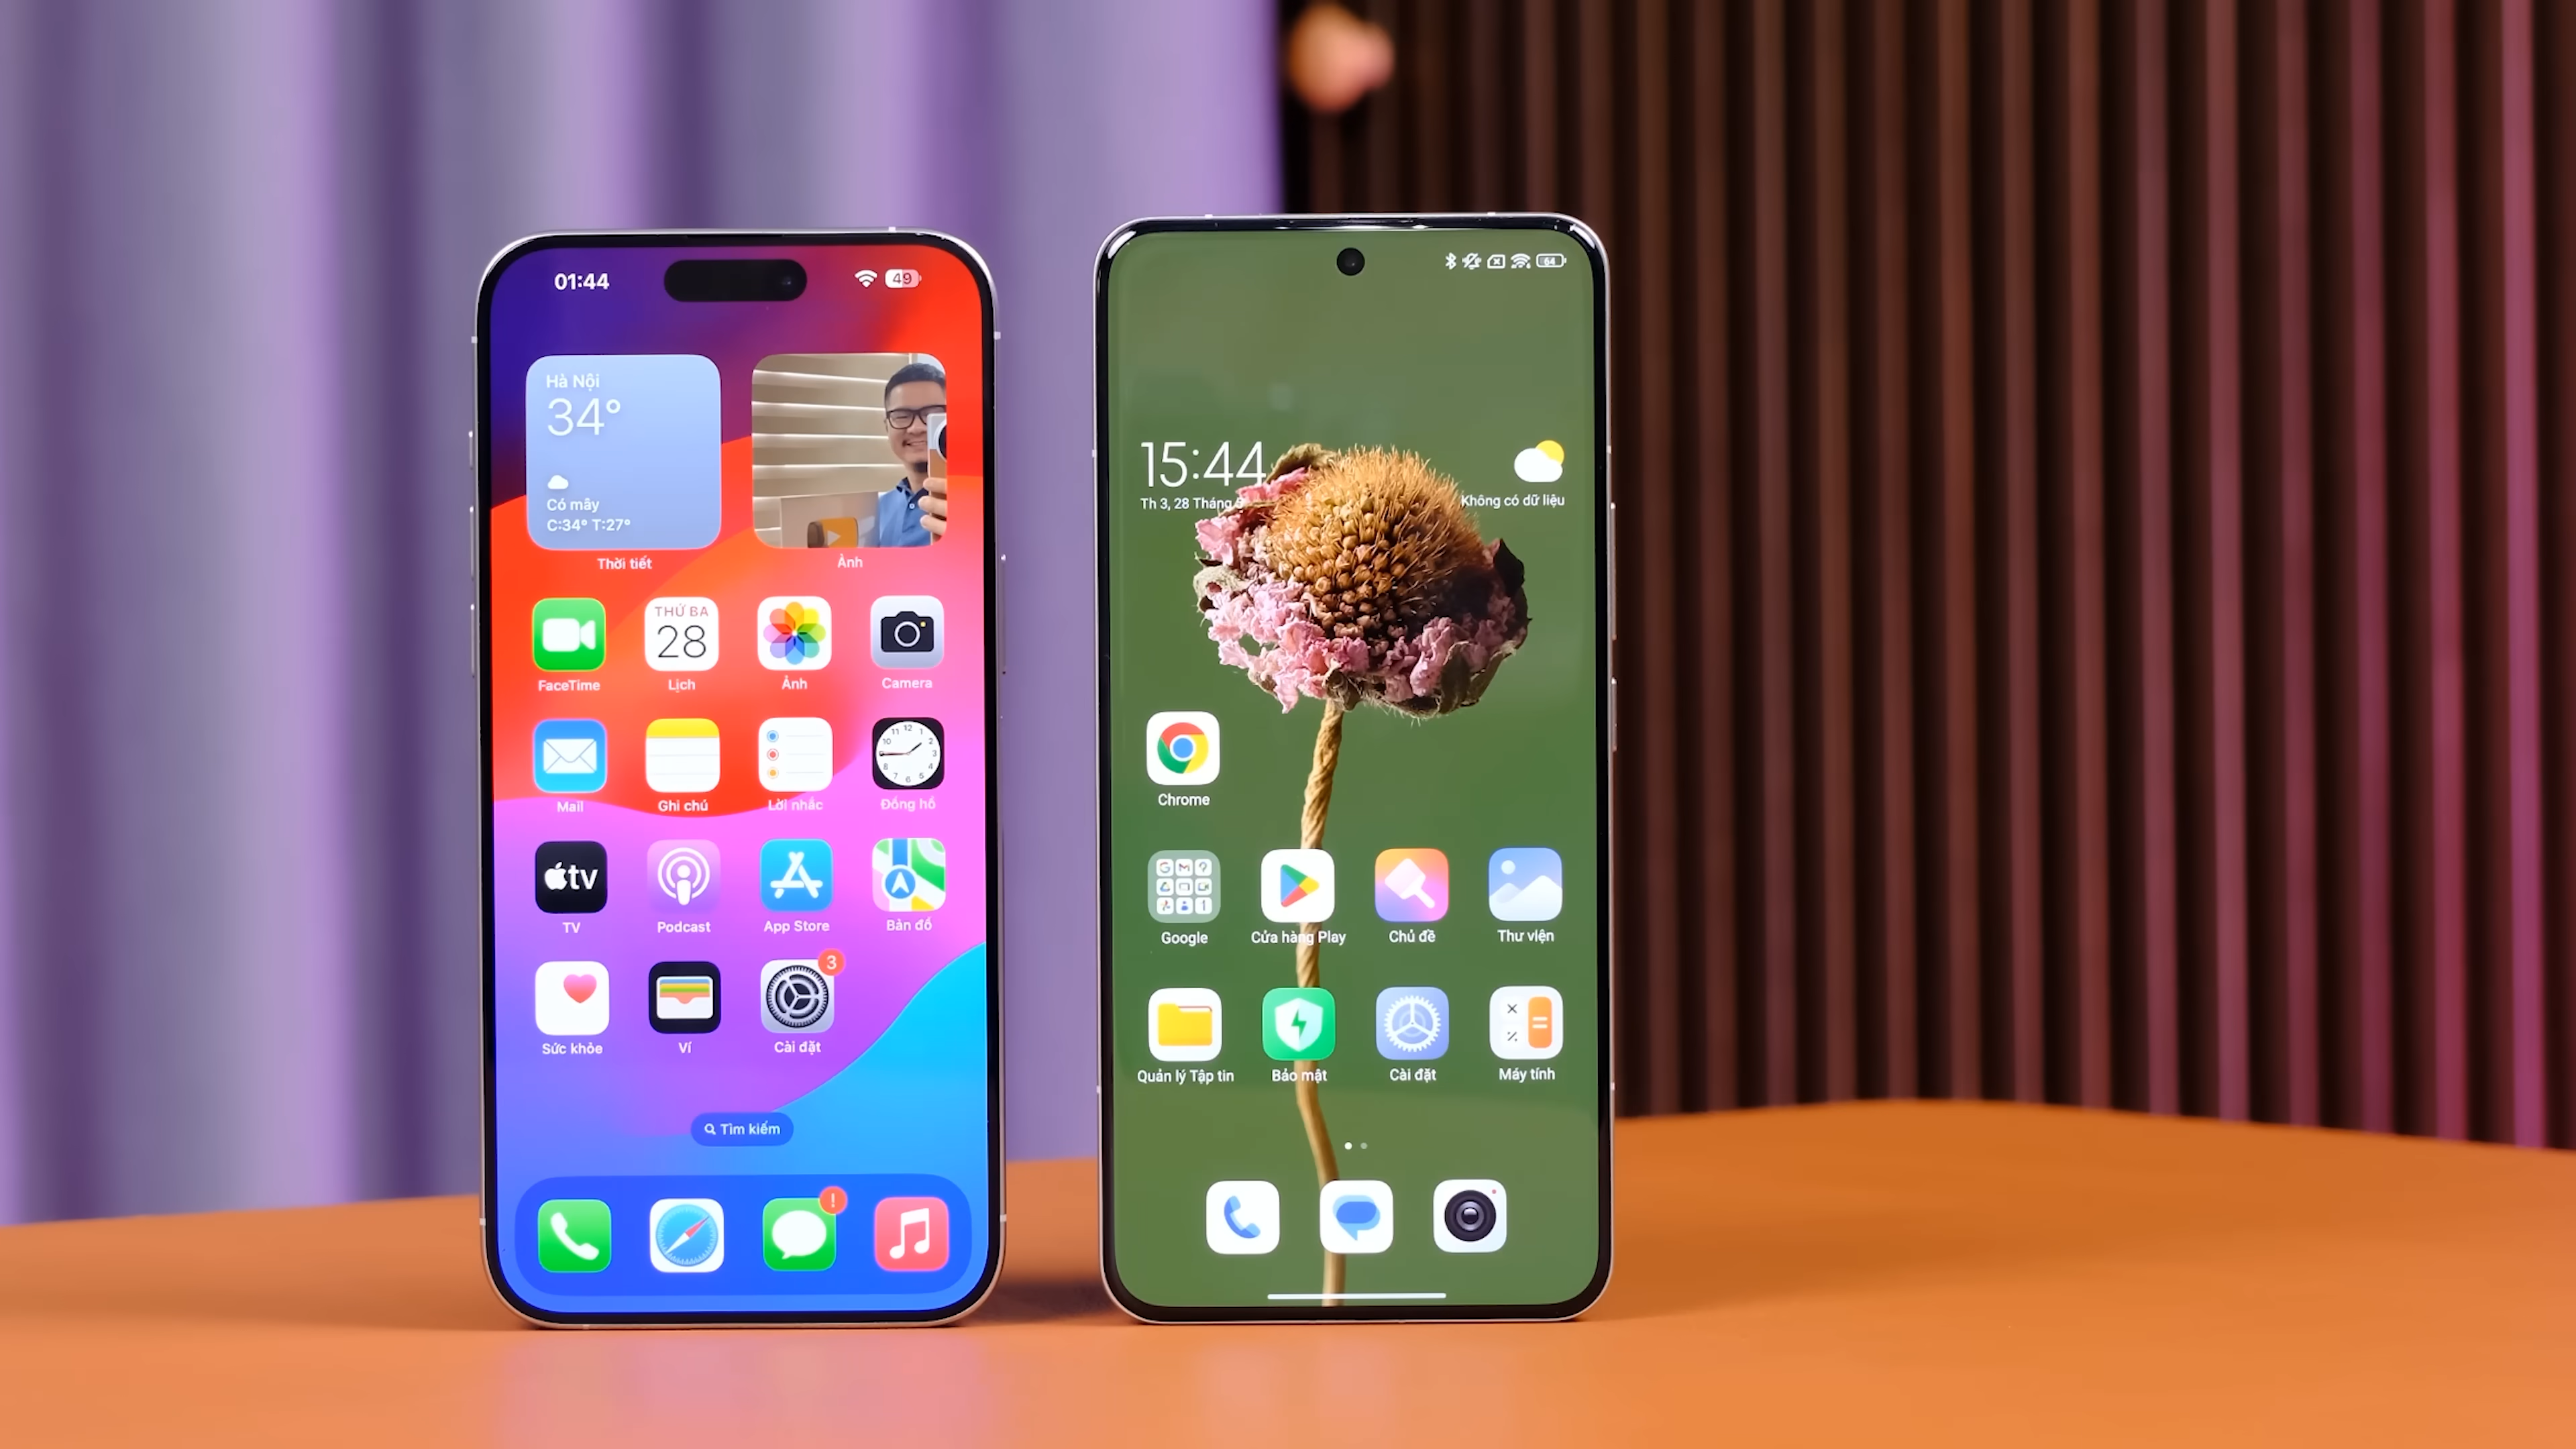 01:44
49
Hà Nội
34°
Có mây
C:34° T:27°
Thời tiết
Ảnh
THỨ BA
28
FaceTime
Lịch
Ảnh
Camera
Mail
Ghi chú
Lời nhắc
Đồng hồ
tv
TV
Podcast
App Store
Bản đồ
3
Sức khỏe
Ví
Cài đặt
Tìm kiếm
!
64
15:44
Th 3, 28 Tháng
Không có dữ liệu
Chrome
Google
Cửa hàng Play
Chủ đề
Thư viện
Quản lý Tập tin
Bảo mật
Cài đặt
Máy tính